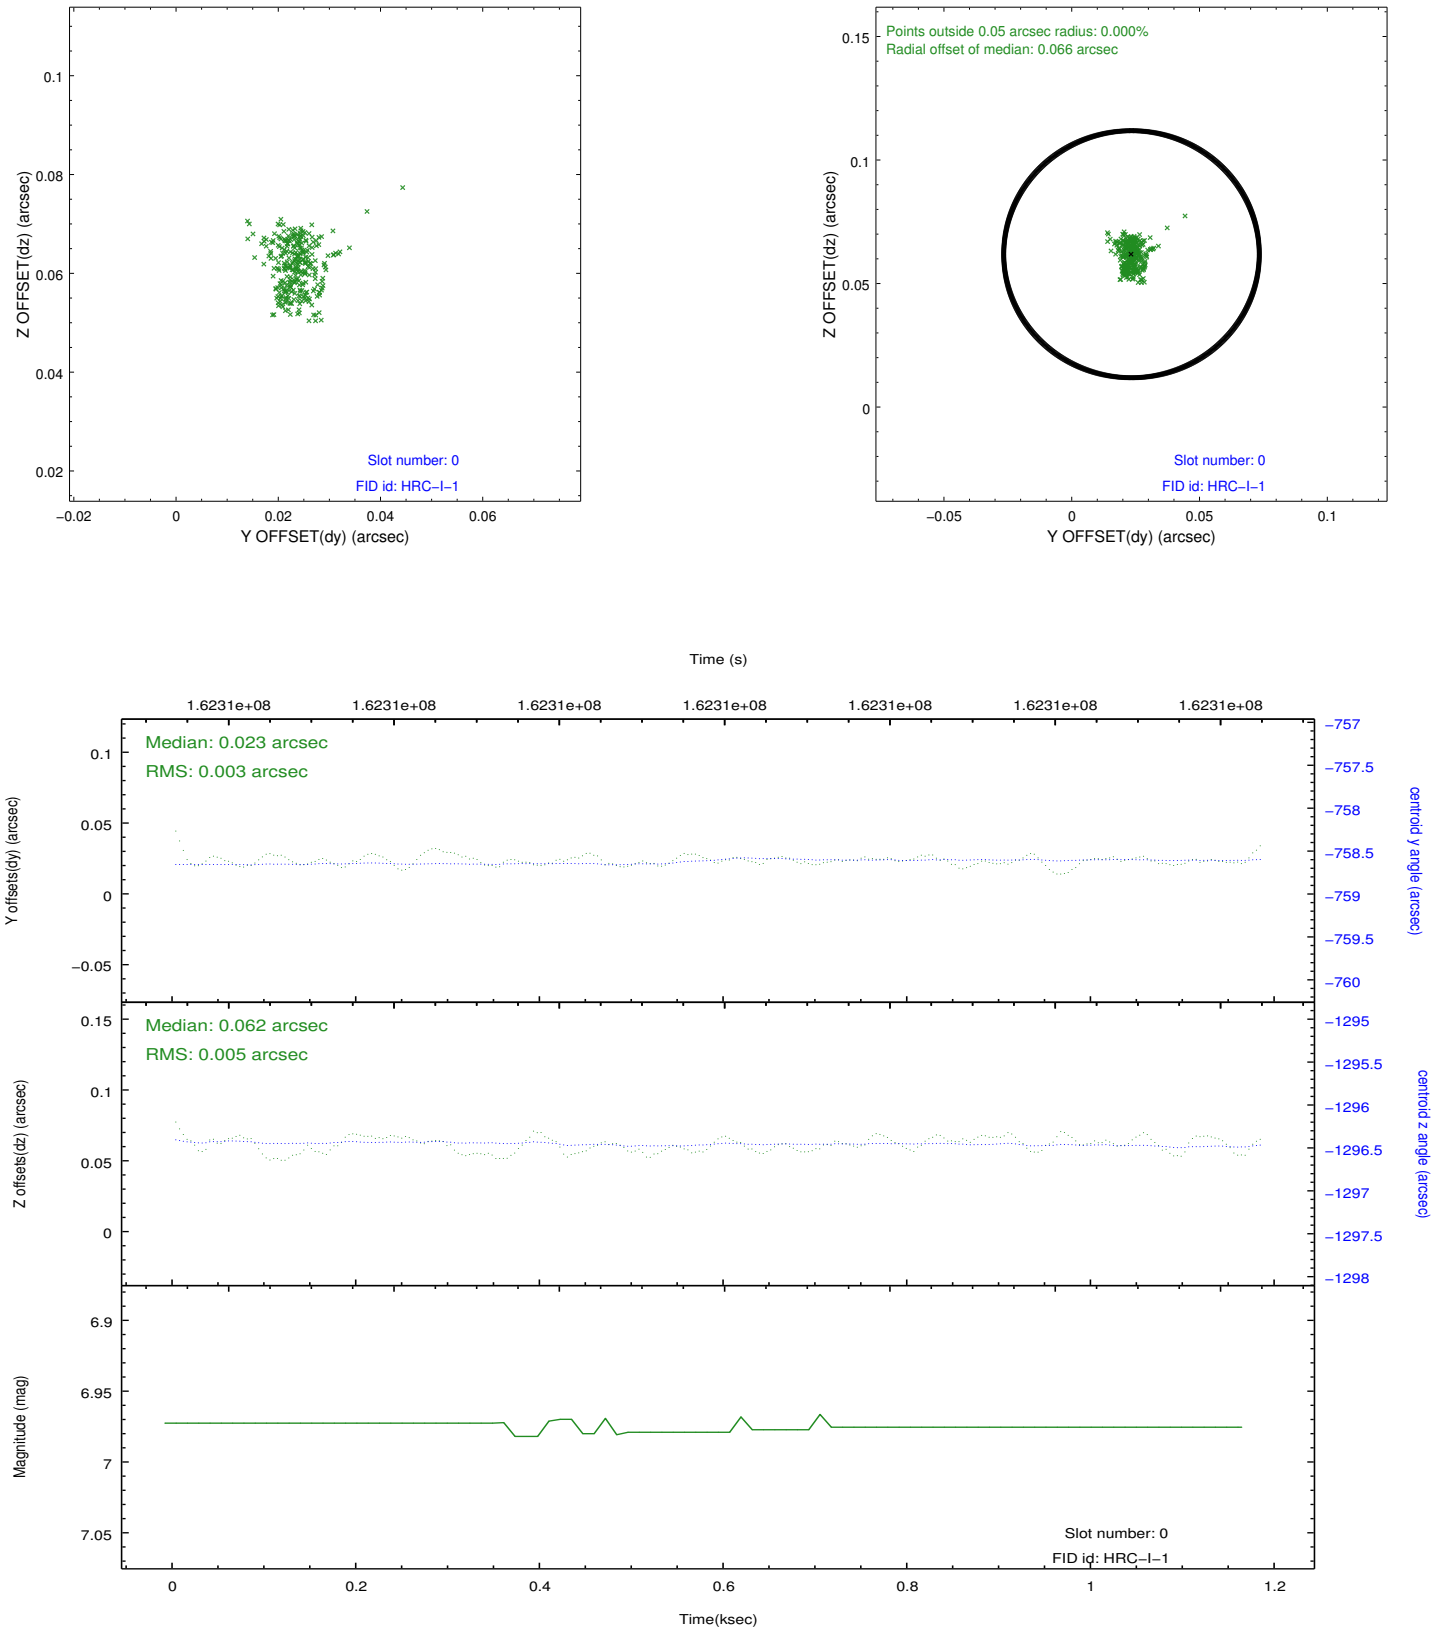 0.1
0.08
0.06
0.04
0.02
Z OFFSET(dz) (arcsec)
Slot number: 0
FID id: HRC−I−1
−0.02 0 0.02 0.04 0.06
Y OFFSET(dy) (arcsec)
Points outside 0.05 arcsec radius: 0.000%
Radial offset of median: 0.066 arcsec
0.15
0.1
0.05
0
Z OFFSET(dz) (arcsec)
Slot number: 0
FID id: HRC−I−1
−0.05 0 0.05 0.1
Y OFFSET(dy) (arcsec)
Time (s)
1.6231e+08 1.6231e+08 1.6231e+08 1.6231e+08 1.6231e+08 1.6231e+08 1.6231e+08
Median: 0.023 arcsec
RMS: 0.003 arcsec
0.1
0.05
0
−0.05
Y offsets(dy) (arcsec)
−757
−757.5
−758
−758.5
−759
−759.5
−760
centroid y angle (arcsec)
Median: 0.062 arcsec
RMS: 0.005 arcsec
0.15
0.1
0.05
0
Z offsets(dz) (arcsec)
−1295
−1295.5
−1296
−1296.5
−1297
−1297.5
−1298
centroid z angle (arcsec)
6.9
6.95
7
7.05
Magnitude (mag)
Slot number: 0
FID id: HRC−I−1
0 0.2 0.4 0.6 0.8 1 1.2
Time(ksec)